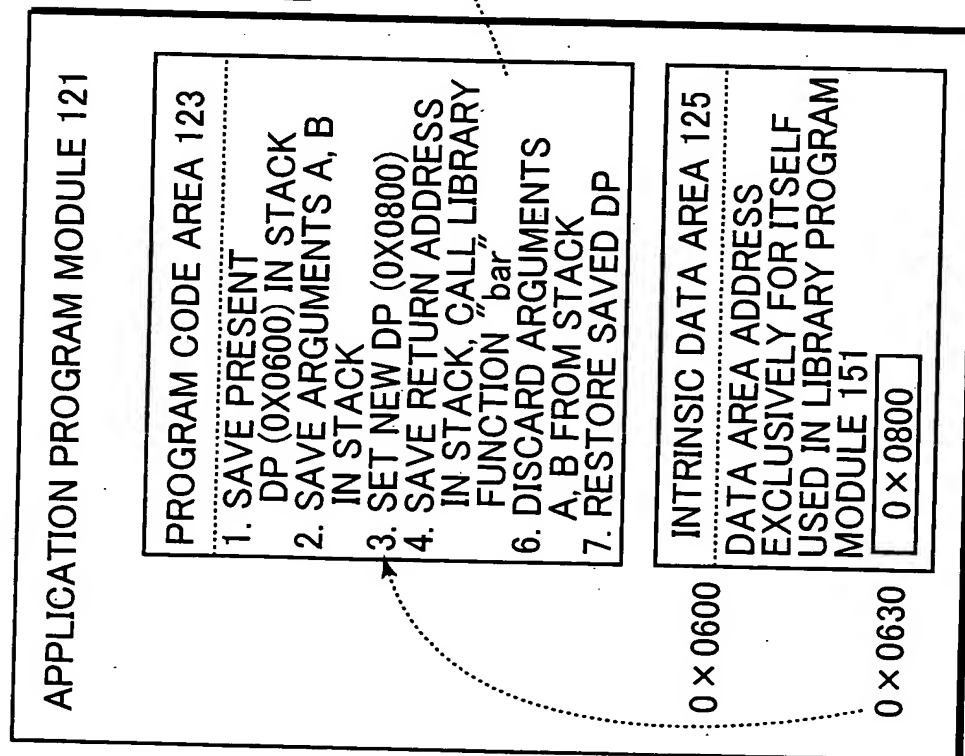 APPLICATION PROGRAM MODULE 121
PROGRAM CODE AREA 123
1. SAVE PRESENT
DP (0X0600) IN STACK
2. SAVE ARGUMENTS A, B
IN STACK
3. SET NEW DP (0X0800)
4. SAVE RETURN ADDRESS
IN STACK, CALL LIBRARY
FUNCTION "bar"
6. DISCARD ARGUMENTS
A, B FROM STACK
7. RESTORE SAVED DP
0×0600
INTRINSIC DATA AREA 125
DATA AREA ADDRESS
EXCLUSIVELY FOR ITSELF
USED IN LIBRARY PROGRAM
MODULE 151
0×0630
0×0800